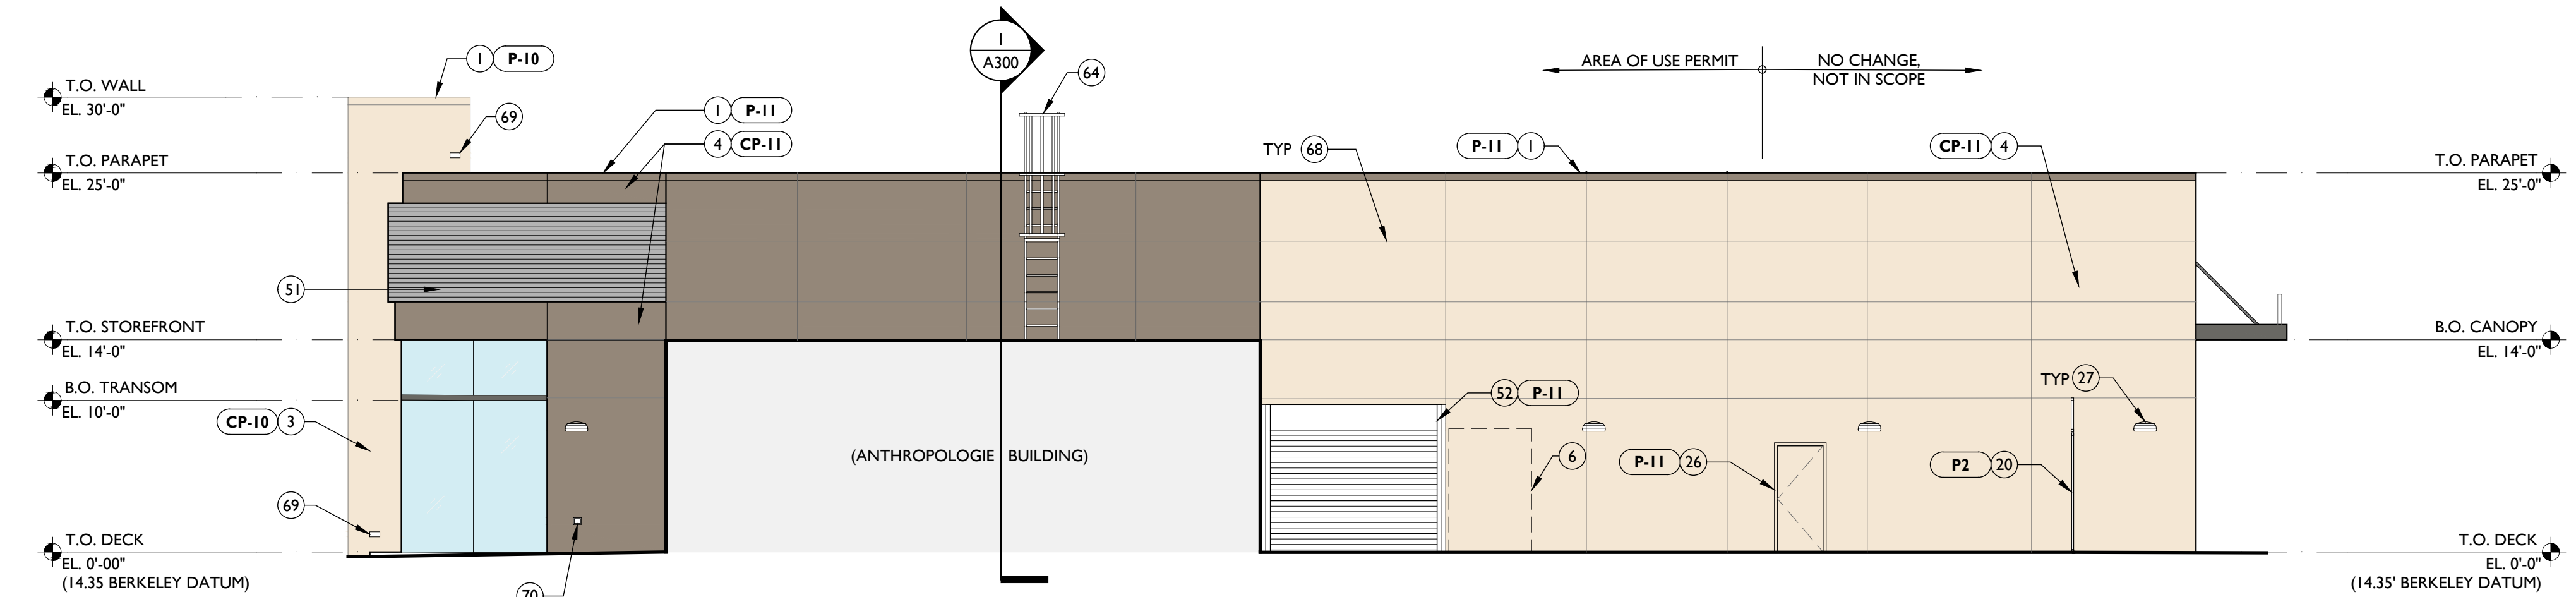 1 P-10
1
A300
64
AREA OF USE PERMIT
NO CHANGE,
NOT IN SCOPE
T.O. WALL
EL. 30'-0"
69
1 P-11
4 CP-11
TYP 68
P-11 1
CP-11 4
T.O. PARAPET
EL. 25'-0"
T.O. PARAPET
EL. 25'-0"
51
T.O. STOREFRONT
EL. 14'-0"
B.O. CANOPY
EL. 14'-0"
B.O. TRANSOM
EL. 10'-0"
TYP 27
52 P-11
CP-10 3
(ANTHROPOLOGIE BUILDING)
6
P-11 26
P2 20
69
T.O. DECK
EL. 0'-00"
(14.35 BERKELEY DATUM)
T.O. DECK
EL. 0'-0"
(14.35' BERKELEY DATUM)
70